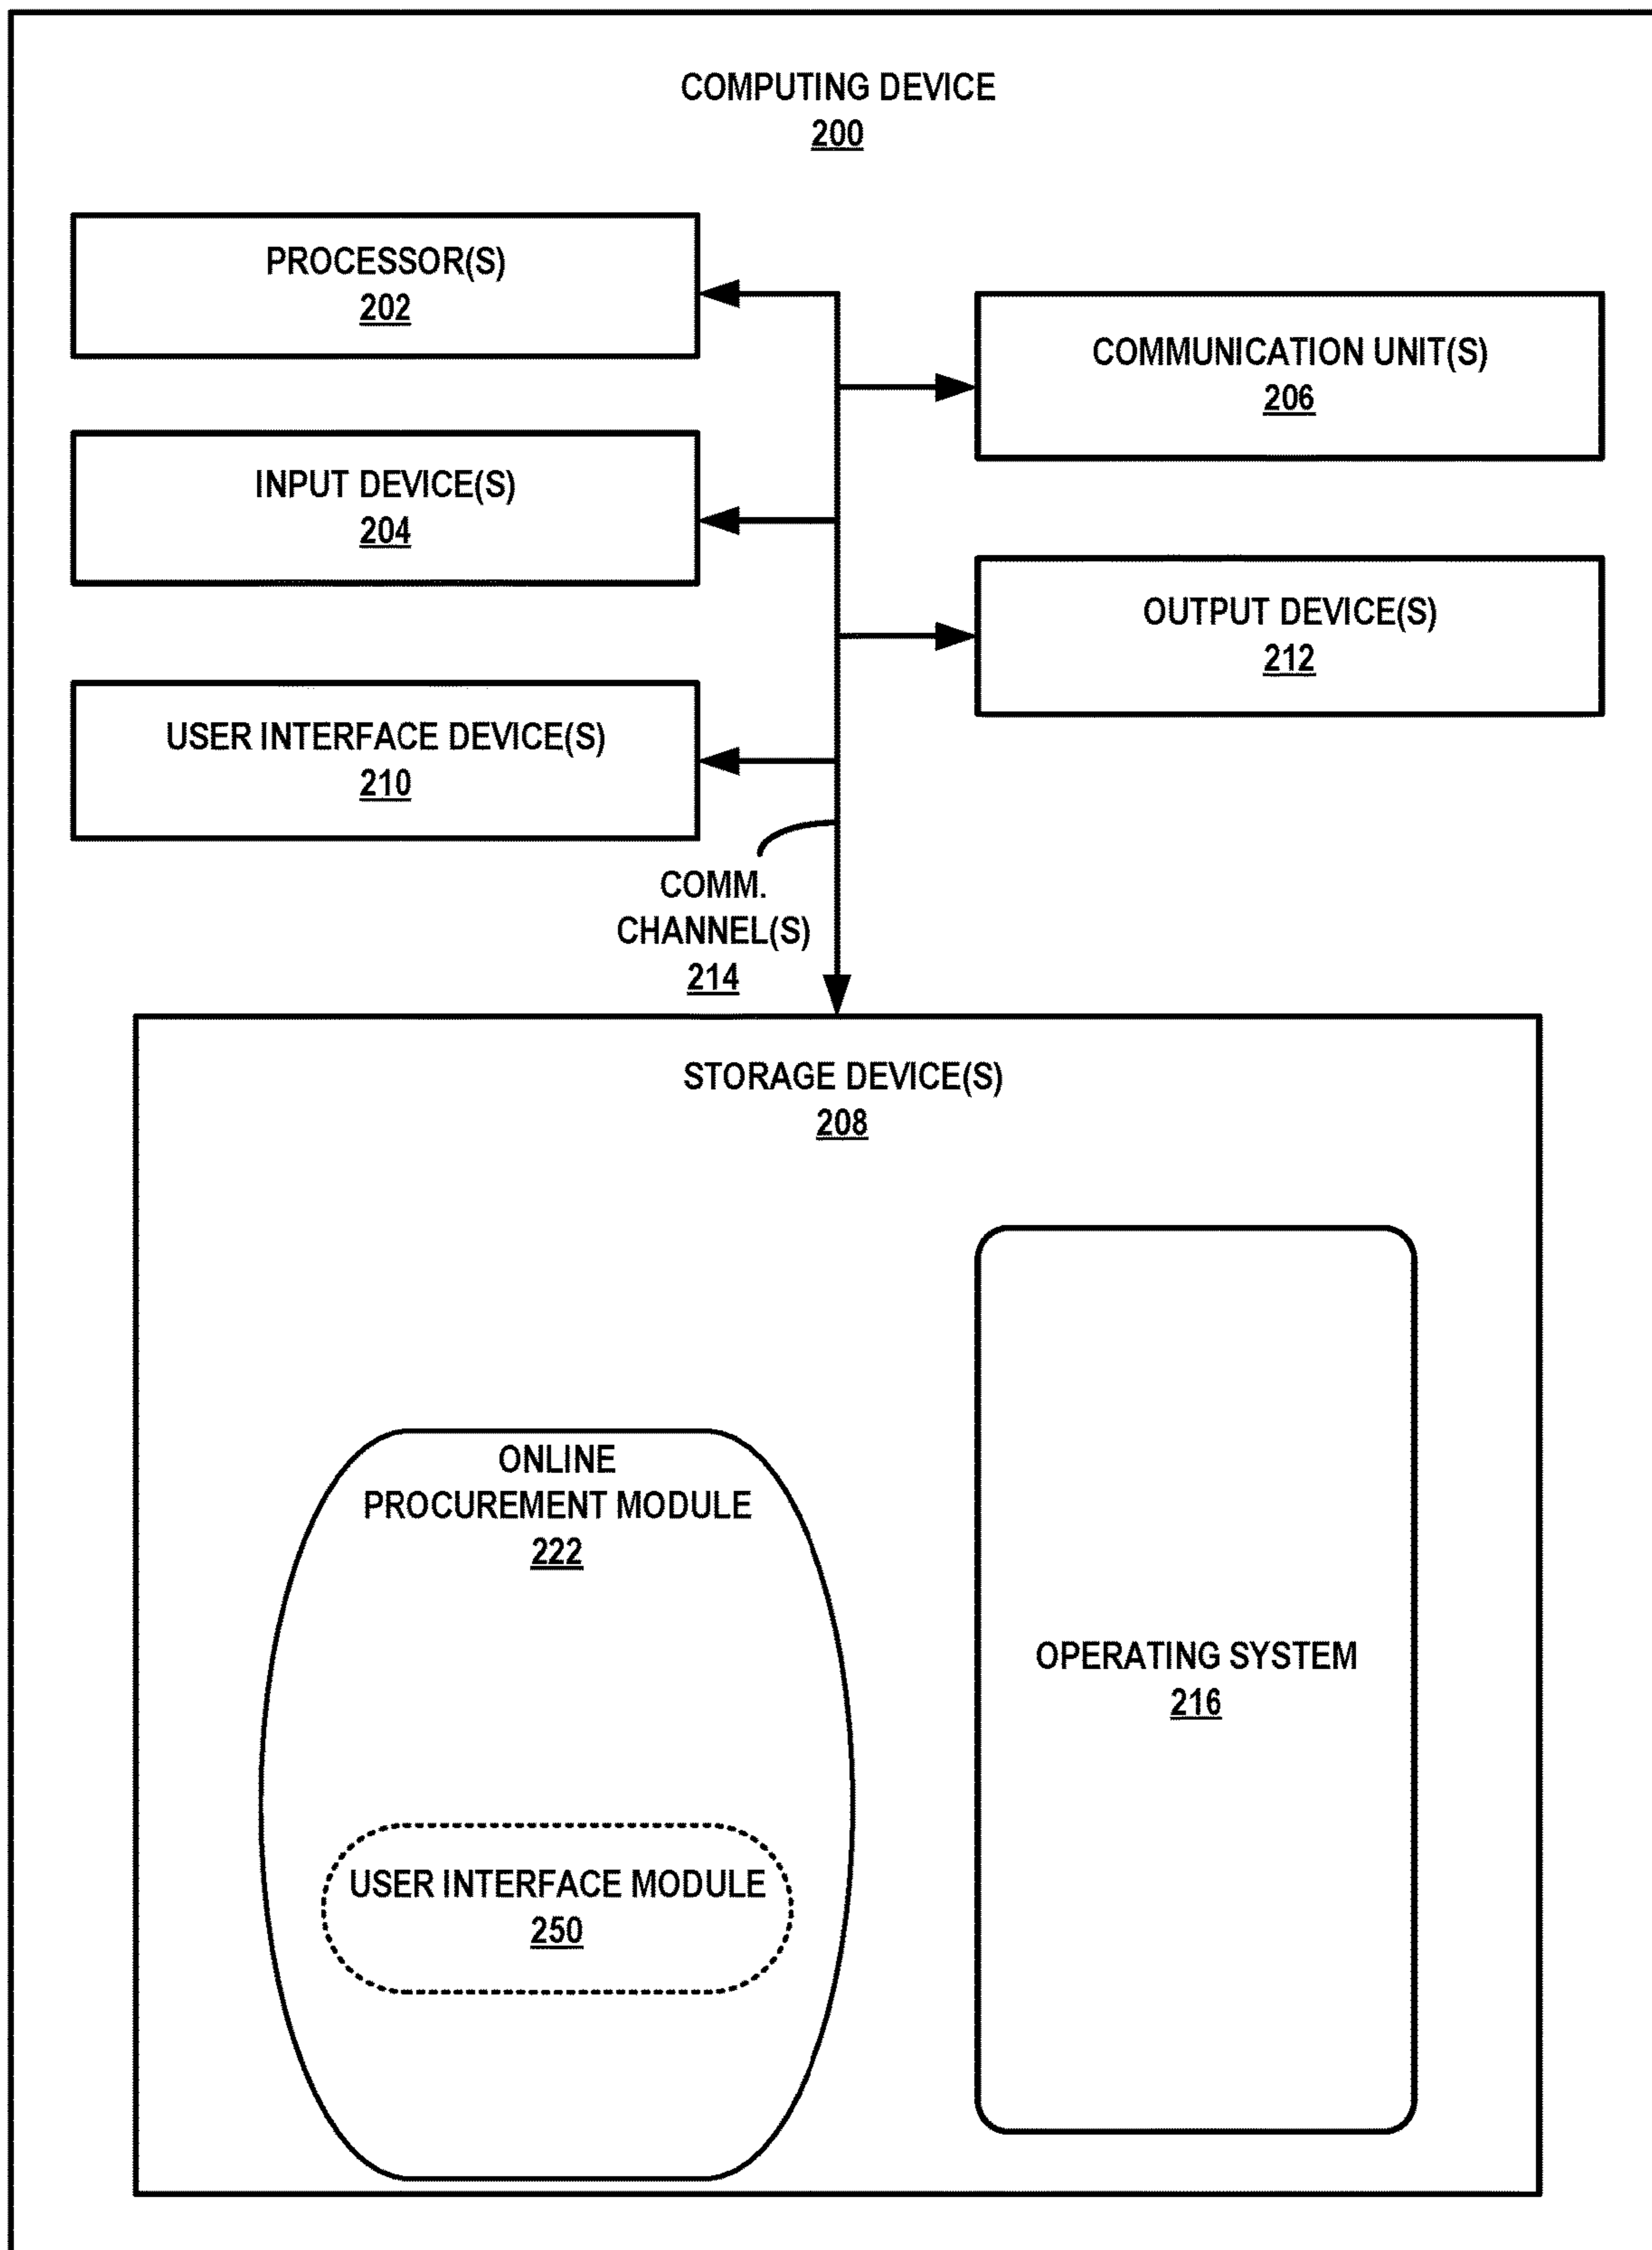 COMPUTING DEVICE
200
PROCESSOR(S)
202
COMMUNICATION UNIT(S)
206
INPUT DEVICE(S)
204
OUTPUT DEVICE(S)
212
USER INTERFACE DEVICE(S)
210
COMM.
CHANNEL(S)
214
STORAGE DEVICE(S)
208
ONLINE
PROCUREMENT MODULE
222
OPERATING SYSTEM
216
USER INTERFACE MODULE
250